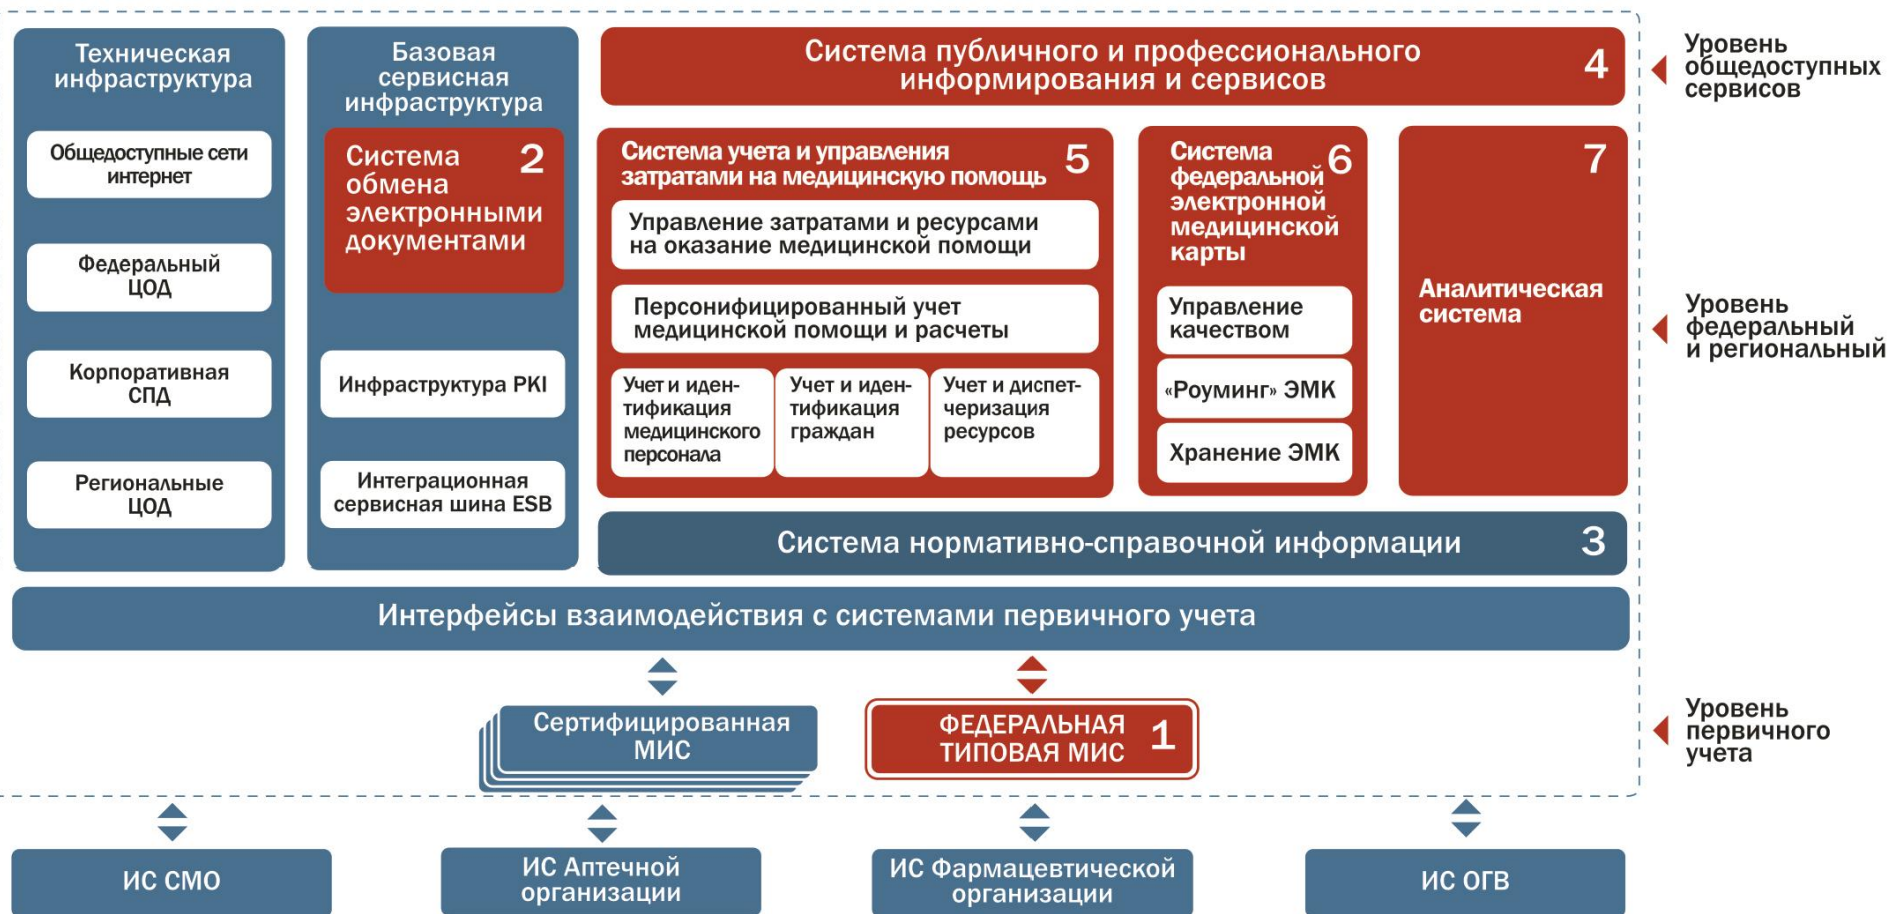 Техническая
инфраструктура
Общедоступные сети
интернет
Федеральный
ЦОД
Корпоративная
СПД
Региональные
ЦОД
Базовая
сервисная
инфраструктура
Система
обмена
электронными
документами
2
Инфраструктура PKI
Интеграционная
сервисная шина ESB
Система публичного и профессионального
информирования и сервисов
4
Система учета и управления
затратами на медицинскую помощь
5
Управление затратами и ресурсами
на оказание медицинской помощи
Персонифицированный учет
медицинской помощи и расчеты
Учет и иден-
тификация
медицинского
персонала
Учет и иден-
тификация
граждан
Учет и диспет-
черизация
ресурсов
Система
федеральной
электронной
медицинской
карты
6
Управление
качеством
«Роуминг» ЭМК
Хранение ЭМК
7
Аналитическая
система
Система нормативно-справочной информации
3
Интерфейсы взаимодействия с системами первичного учета
Сертифицированная
МИС
ФЕДЕРАЛЬНАЯ
ТИПОВАЯ МИС
1
Уровень
общедоступных
сервисов
Уровень
федеральный
и региональный
Уровень
первичного
учета
ИС СМО
ИС Аптечной
организации
ИС Фармацевтической
организации
ИС ОГВ